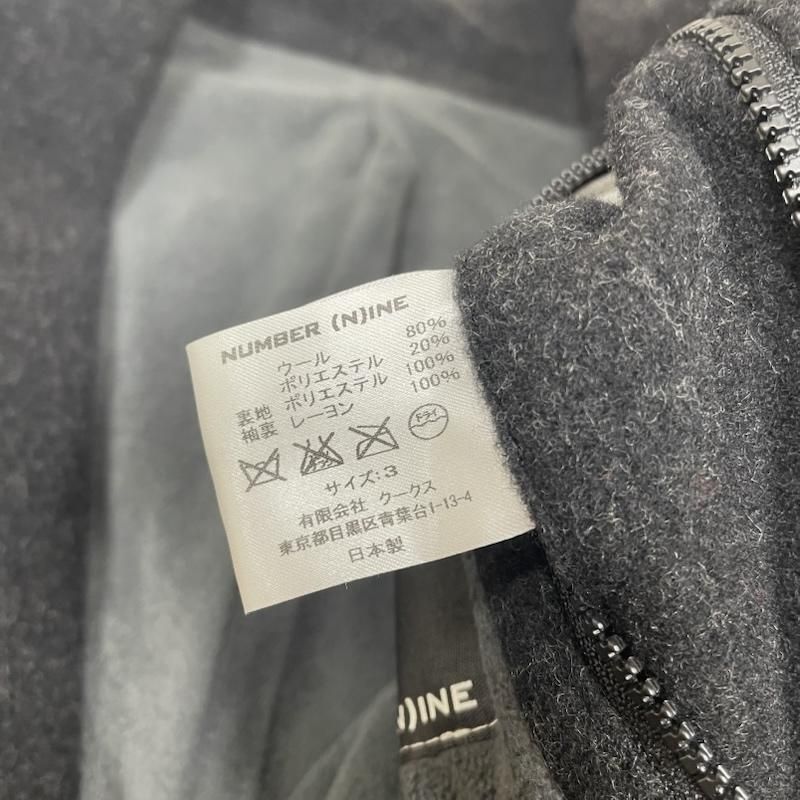 NUMBER (N)INE
ウール 80%
ポリエステル 20%
裏地 ポリエステル 100%
袖裏 レーヨン 100%
ドライ
サイズ:3
有限会社 クークス
東京都目黒区青葉台1-13-4
日本製
N)INE